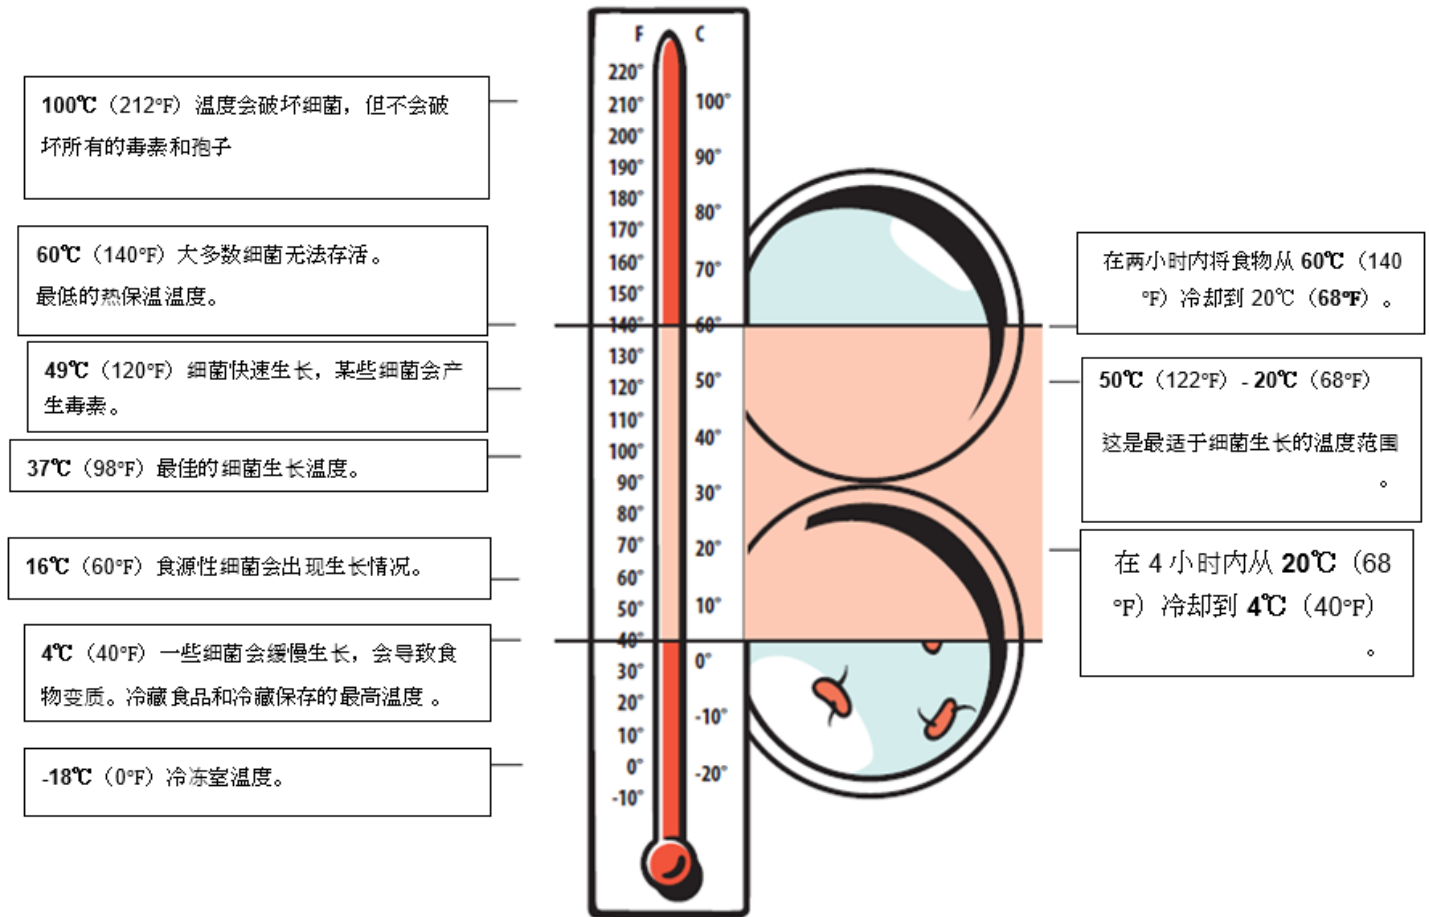 100℃（212°F）温度会破坏细菌，但不会破
坏所有的毒素和孢子
60℃（140°F）大多数细菌无法存活。
最低的热保温温度。
49℃（120°F）细菌快速生长，某些细菌会产
生毒素。
37℃（98°F）最佳的细菌生长温度。
16℃（60°F）食源性细菌会出现生长情况。
4℃（40°F）一些细菌会缓慢生长，会导致食
物变质。冷藏食品和冷藏保存的最高温度 。
-18℃（0°F）冷冻室温度。
F C
220°
210° 100°
200°
190° 90°
180° 80°
170°
160° 70°
150°
140° 60°
130°
120° 50°
110°
100° 40°
90° 30°
80°
70° 20°
60°
50° 10°
40°
30° 0°
20°
10° -10°
0° -20°
-10°
在两小时内将食物从 60℃（140
°F）冷却到 20℃（68°F）。
50℃（122°F）- 20℃（68°F）
这是最适于细菌生长的温度范围
。
在 4 小时内从 20℃（68
°F）冷却到 4℃（40°F）
。